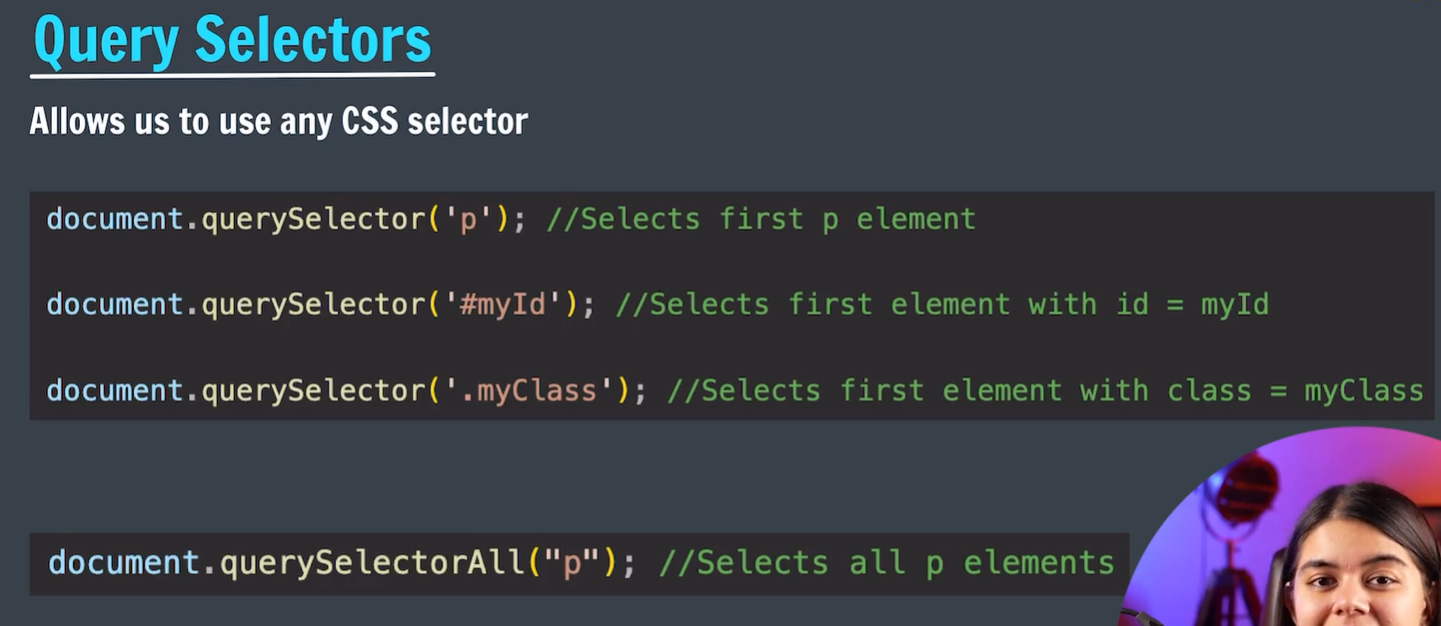 Query Selectors
Allows us to use any CSS selector
document.querySelector('p'); //Selects first p element
document.querySelector('#myId'); //Selects first element with id = myId
document.querySelector('.myClass'); //Selects first element with class = myClass
document.querySelectorAll("p"); //Selects all p elements